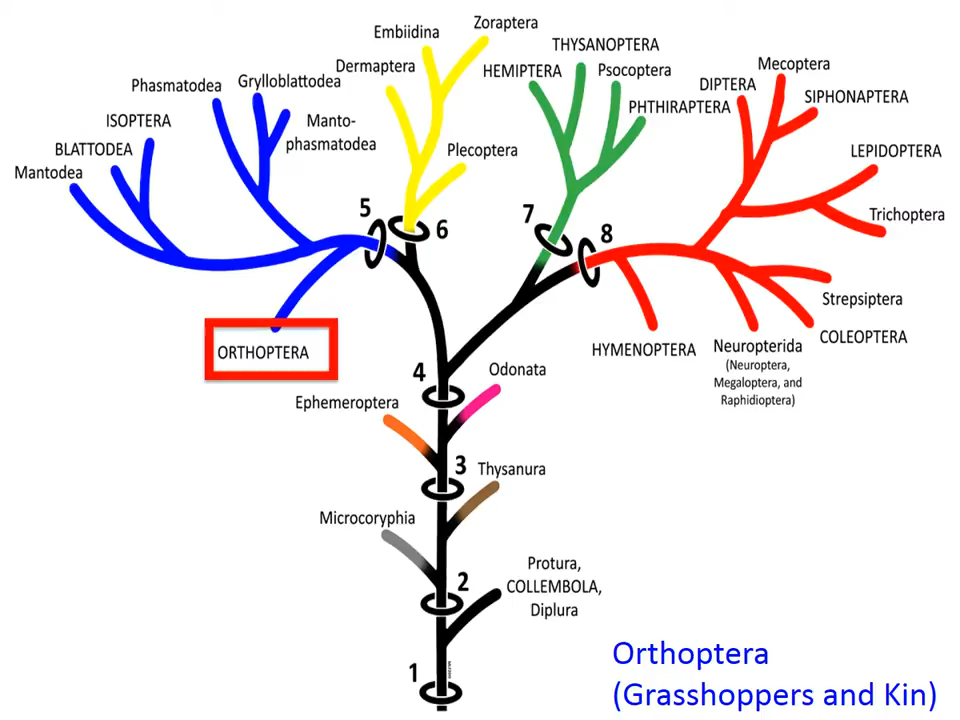 Zoraptera
Embiidina
THYSANOPTERA
Dermaptera
HEMIPTERA
Psocoptera
Mecoptera
Phasmatodea
Grylloblattodea
DIPTERA
SIPHONAPTERA
PHTHIRAPTERA
ISOPTERA
Manto-
phasmatodea
BLATTODEA
Mantodea
Plecoptera
LEPIDOPTERA
Trichoptera
5
6
7
8
Strepsiptera
COLEOPTERA
HYMENOPTERA
Neuropterida
(Neuroptera,
Megaloptera, and
Raphidioptera)
ORTHOPTERA
4
Odonata
Ephemeroptera
3
Thysanura
Microcoryphia
2
Protura,
COLLEMBOLA,
Diplura
1
Orthoptera
(Grasshoppers and Kin)